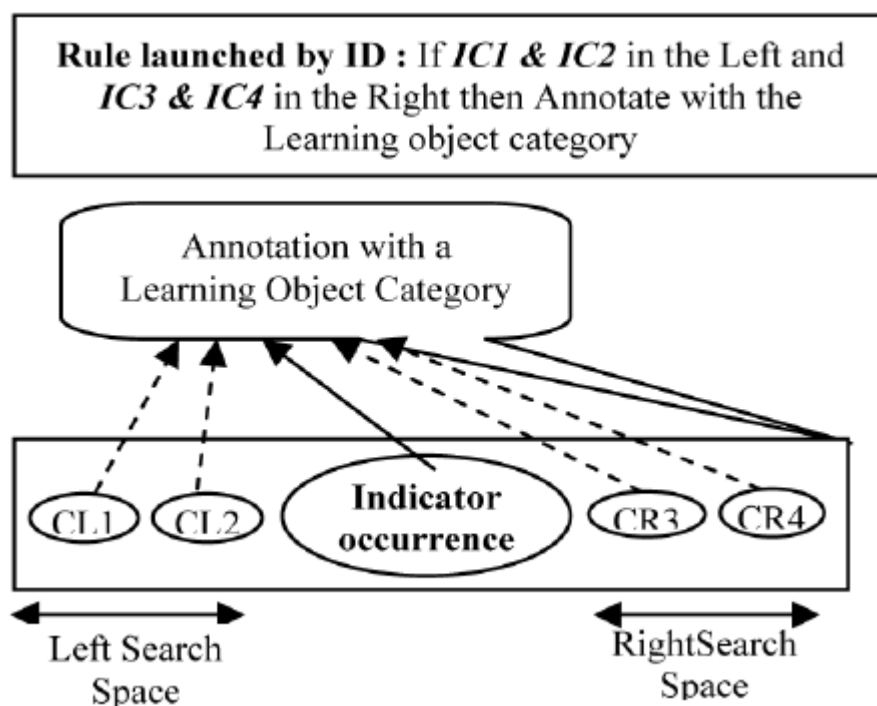 Rule launched by ID : If IC1 & IC2 in the Left and
IC3 & IC4 in the Right then Annotate with the
Learning object category
Annotation with a
Learning Object Category
CL1 CL2 Indicator occurrence CR3 CR4
Left Search
Space
RightSearch
Space